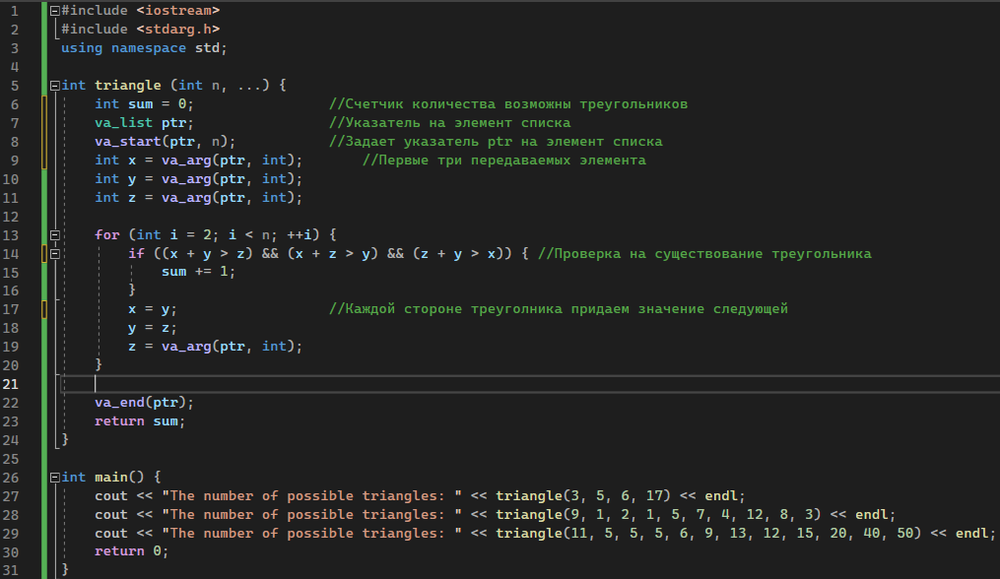 1 #include <iostream>
2 #include <stdarg.h>
3 using namespace std;
4
5 int triangle (int n, ...) {
6 int sum = 0; //Счетчик количества возможны треугольников
7 va_list ptr; //Указатель на элемент списка
8 va_start(ptr, n); //Задает указатель ptr на элемент списка
9 int x = va_arg(ptr, int); //Первые три передаваемых элемента
10 int y = va_arg(ptr, int);
11 int z = va_arg(ptr, int);
12
13 for (int i = 2; i < n; ++i) {
14 if ((x + y > z) && (x + z > y) && (z + y > x)) { //Проверка на существование треугольника
15 sum += 1;
16 }
17 x = y; //Каждой стороне треуголника придаем значение следующей
18 y = z;
19 z = va_arg(ptr, int);
20 }
21
22 va_end(ptr);
23 return sum;
24 }
25
26 int main() {
27 cout << "The number of possible triangles: " << triangle(3, 5, 6, 17) << endl;
28 cout << "The number of possible triangles: " << triangle(9, 1, 2, 1, 5, 7, 4, 12, 8, 3) << endl;
29 cout << "The number of possible triangles: " << triangle(11, 5, 5, 5, 6, 9, 13, 12, 15, 20, 40, 50) << endl;
30 return 0;
31 }